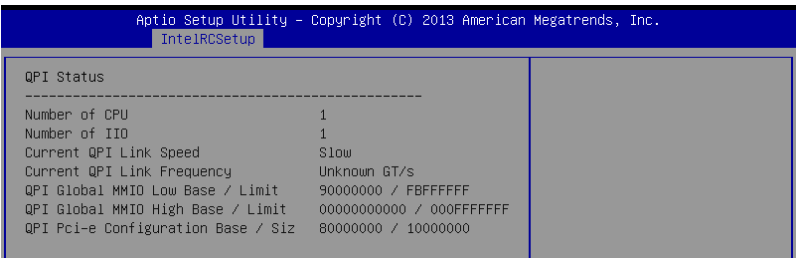 Aptio Setup Utility – Copyright (C) 2013 American Megatrends, Inc.
IntelRCSetup
QPI Status
--------------------------------------------------
Number of CPU 1
Number of IIO 1
Current QPI Link Speed Slow
Current QPI Link Frequency Unknown GT/s
QPI Global MMIO Low Base / Limit 90000000 / FBFFFFFF
QPI Global MMIO High Base / Limit 00000000000 / 000FFFFFFF
QPI Pci-e Configuration Base / Siz 80000000 / 10000000